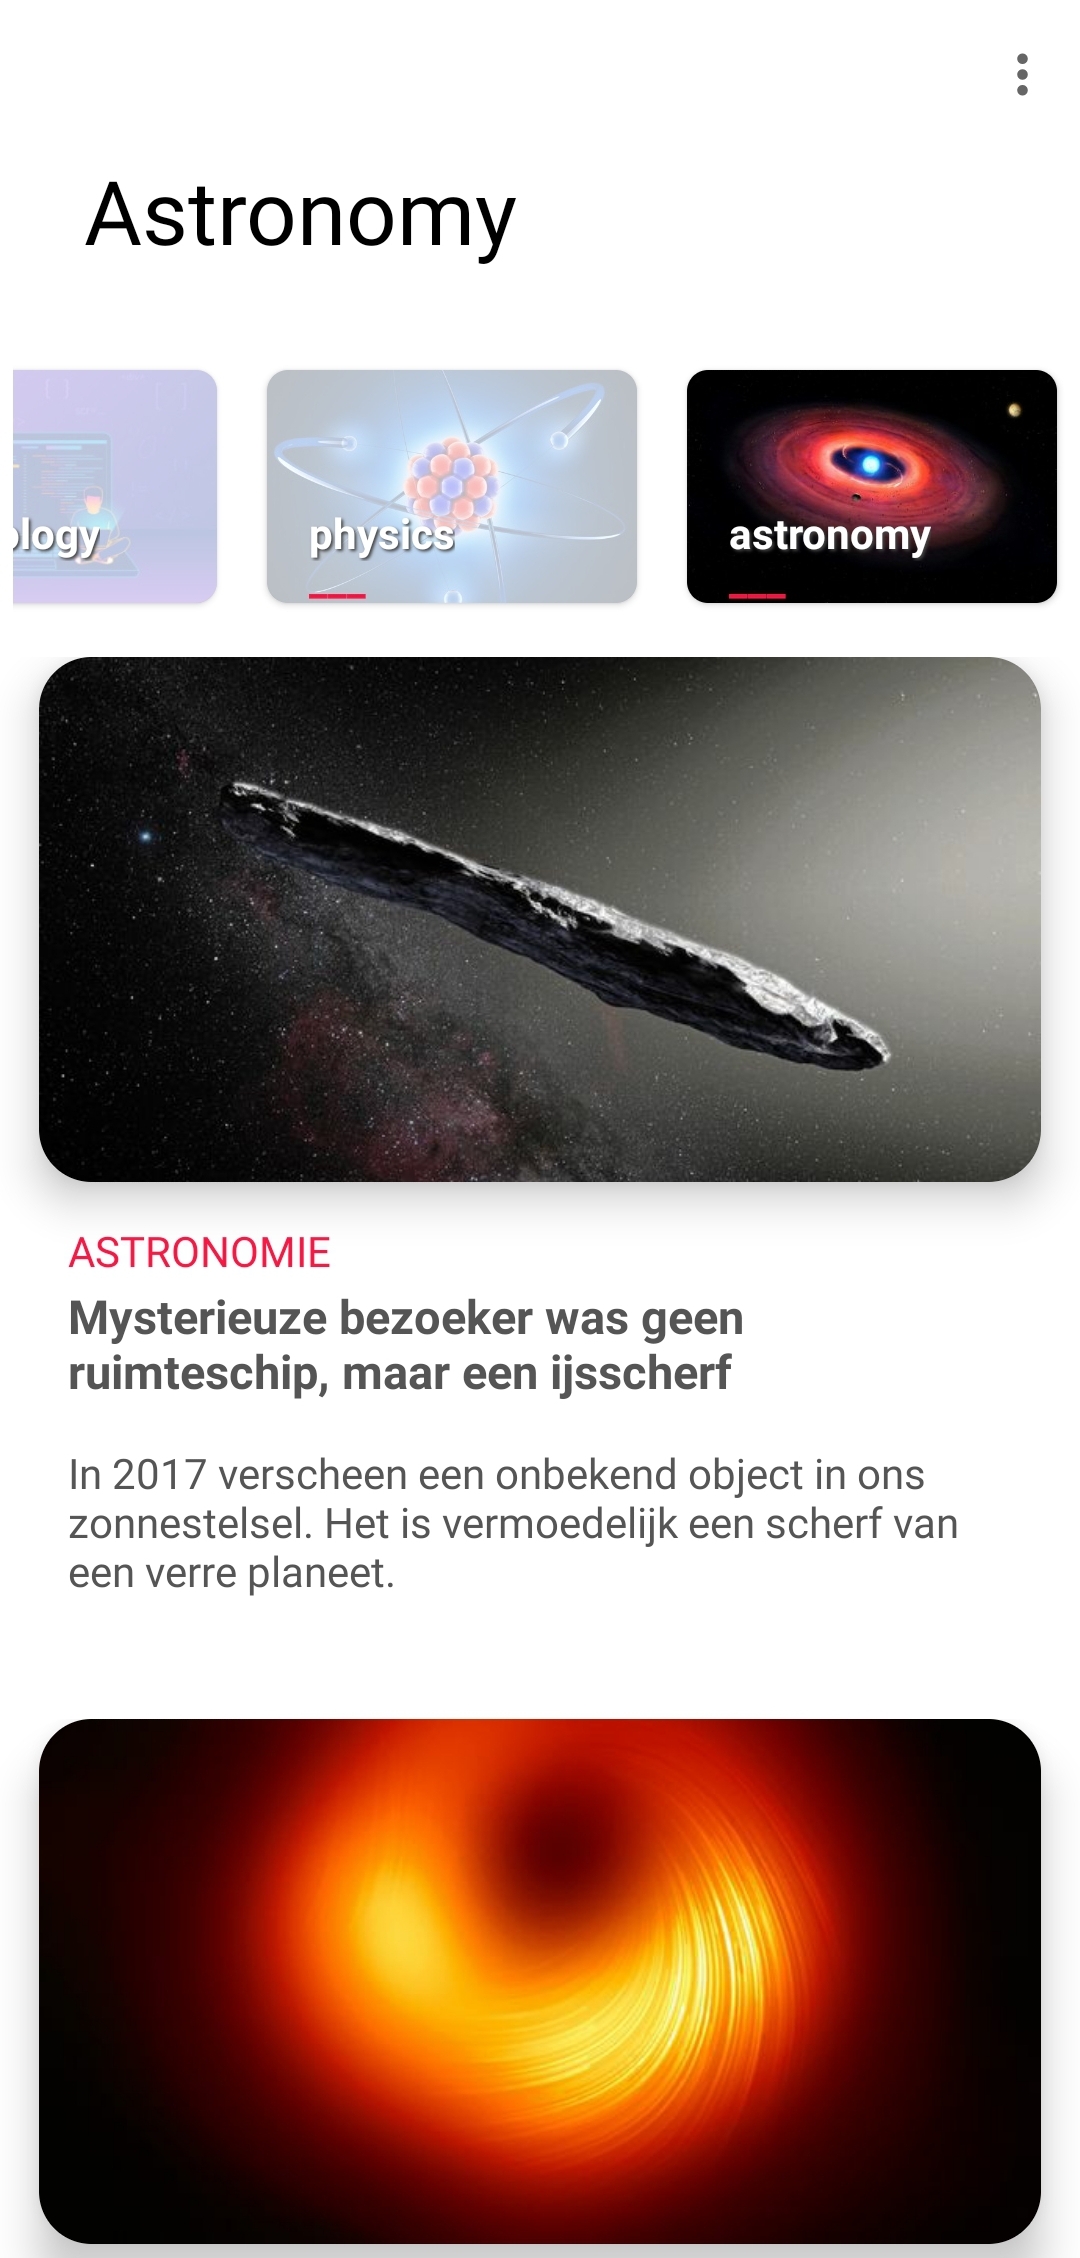 Astronomy
ology
physics
astronomy
ASTRONOMIE
Mysterieuze bezoeker was geen
ruimteschip, maar een ijsscherf
In 2017 verscheen een onbekend object in ons
zonnestelsel. Het is vermoedelijk een scherf van
een verre planeet.